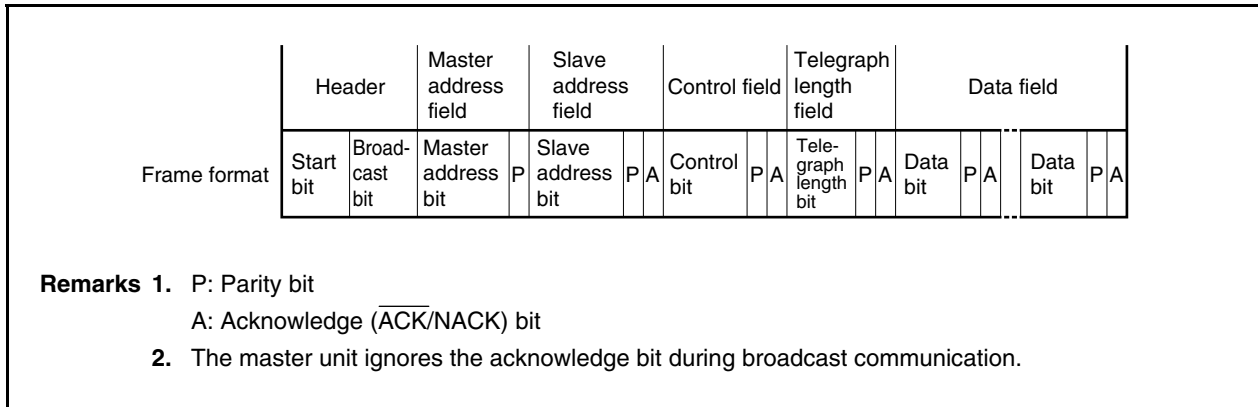 Header
Master address field
Slave address field
Control field
Telegraph length field
Data field
Frame format
Start bit
Broad-cast bit
Master address bit
P
Slave address bit
P
A
Control bit
P
A
Tele-graph length bit
P
A
Data bit
P
A
Data bit
P
A
Remarks 1. P: Parity bit
A: Acknowledge (ACK/NACK) bit
2. The master unit ignores the acknowledge bit during broadcast communication.